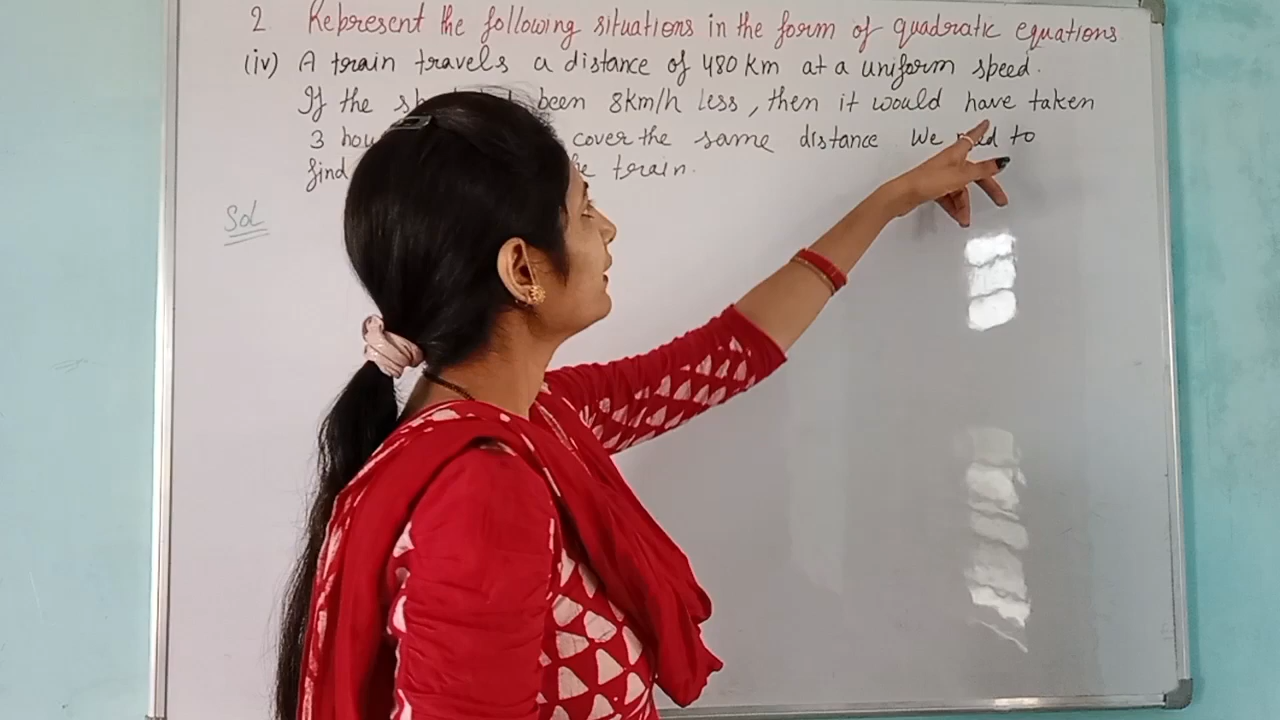 2 Represent the following situations in the form of quadratic equations
(iv) A train travels a distance of 480 km at a uniform speed.
If the been 8km/h less, then it would have taken
3 cover the same distance We to
find train.
Sol